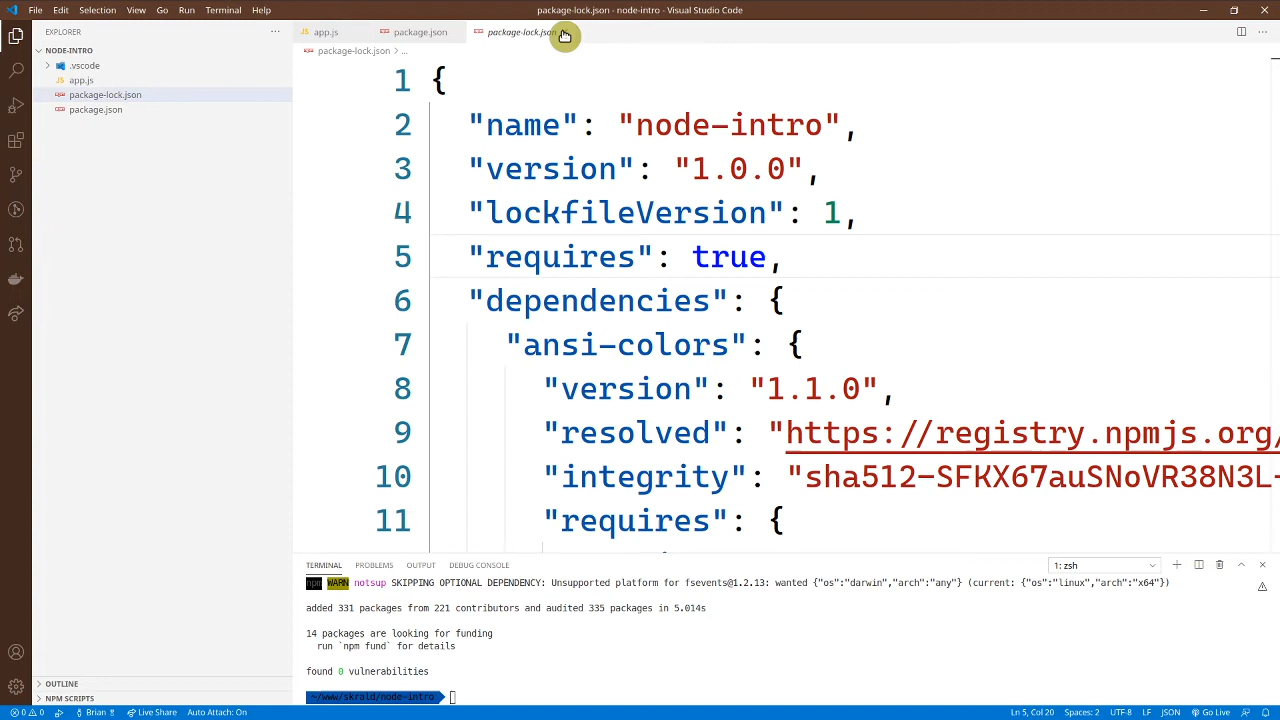 File Edit Selection View Go Run Terminal Help
package-lock.json - node-intro - Visual Studio Code
EXPLORER
NODE-INTRO
.vscode
JS app.js
package-lock.json
package.json
OUTLINE
NPM SCRIPTS
JS app.js package.json package-lock.json
package-lock.json > ...
1 {
2 "name": "node-intro",
3 "version": "1.0.0",
4 "lockfileVersion": 1,
5 "requires": true,
6 "dependencies": {
7 "ansi-colors": {
8 "version": "1.1.0",
9 "resolved": "https://registry.npmjs.org/
10 "integrity": "sha512-SFKX67auSNoVR38N3L-
11 "requires": {
TERMINAL PROBLEMS OUTPUT DEBUG CONSOLE
1: zsh
npm WARN notsup SKIPPING OPTIONAL DEPENDENCY: Unsupported platform for fsevents@1.2.13: wanted {"os":"darwin","arch":"any"} (current: {"os":"linux","arch":"x64"})
added 331 packages from 221 contributors and audited 335 packages in 5.014s
14 packages are looking for funding
run `npm fund` for details
found 0 vulnerabilities
~/www/skrald/node-intro
0 0 Brian Live Share Auto Attach: On
Ln 5, Col 20 Spaces: 2 UTF-8 LF JSON Go Live